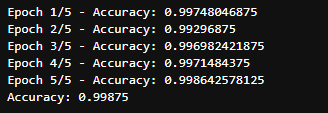 Epoch 1/5 - Accuracy: 0.99748046875
Epoch 2/5 - Accuracy: 0.99296875
Epoch 3/5 - Accuracy: 0.996982421875
Epoch 4/5 - Accuracy: 0.9971484375
Epoch 5/5 - Accuracy: 0.998642578125
Accuracy: 0.99875